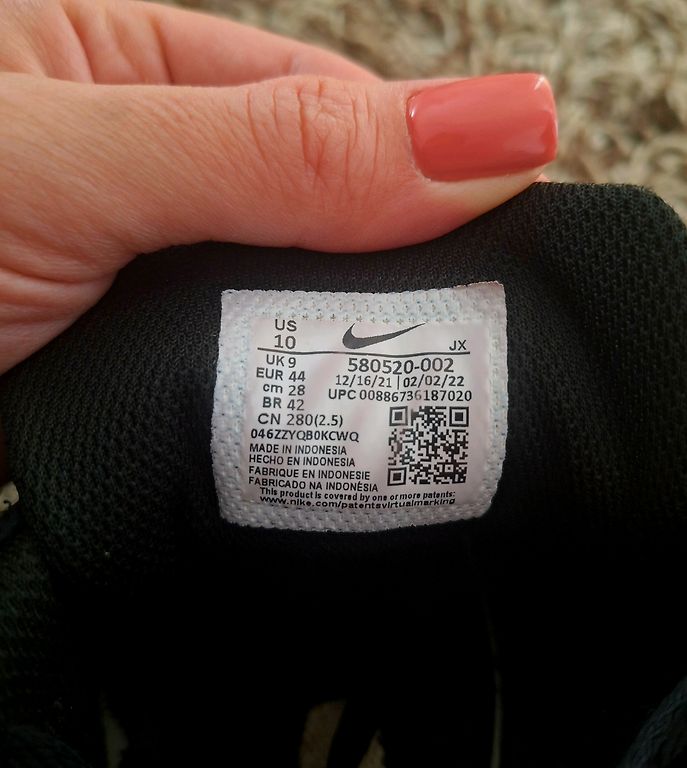 US
10
JX
UK 9
EUR 44
cm 28
BR 42
CN 280(2.5)
580520-002
12/16/21 | 02/02/22
UPC 00886736187020
046ZZYQB0KCWQ
MADE IN INDONESIA
HECHO EN INDONESIA
FABRIQUE EN INDONESIE
FABRICADO NA INDONÉSIA
This product is covered by one or more patents:
www.nike.com/patentsvirtualmarking